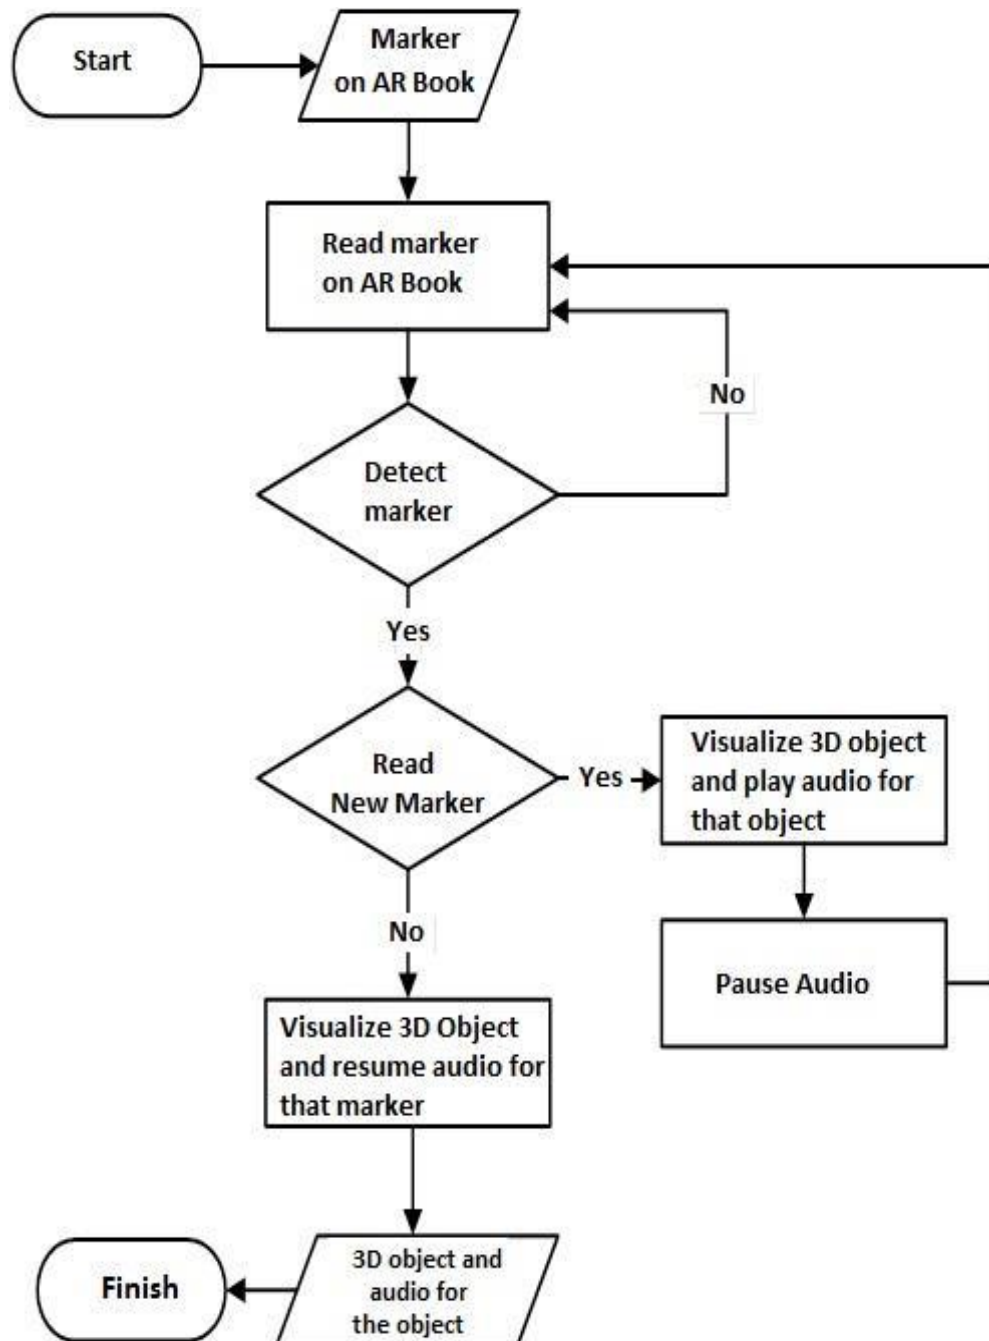 Start
Marker
on AR Book
Read marker
on AR Book
No
Detect
marker
Yes
Read
New Marker
Yes
Visualize 3D object
and play audio for
that object
No
Pause Audio
Visualize 3D Object
and resume audio for
that marker
3D object and
audio for
the object
Finish